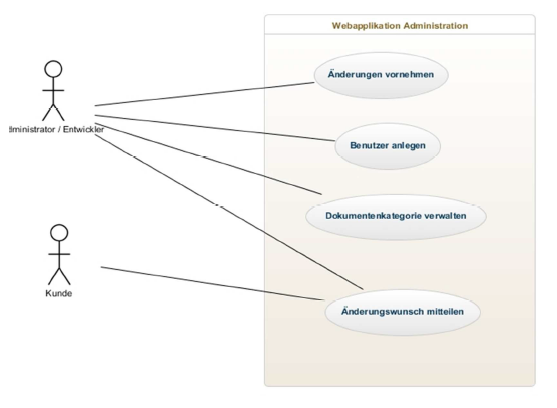 Webapplikation Administration
Änderungen vornehmen
lministrator / Entwickler
Benutzer anlegen
Dokumentenkategorie verwalten
Kunde
Änderungswunsch mitteilen